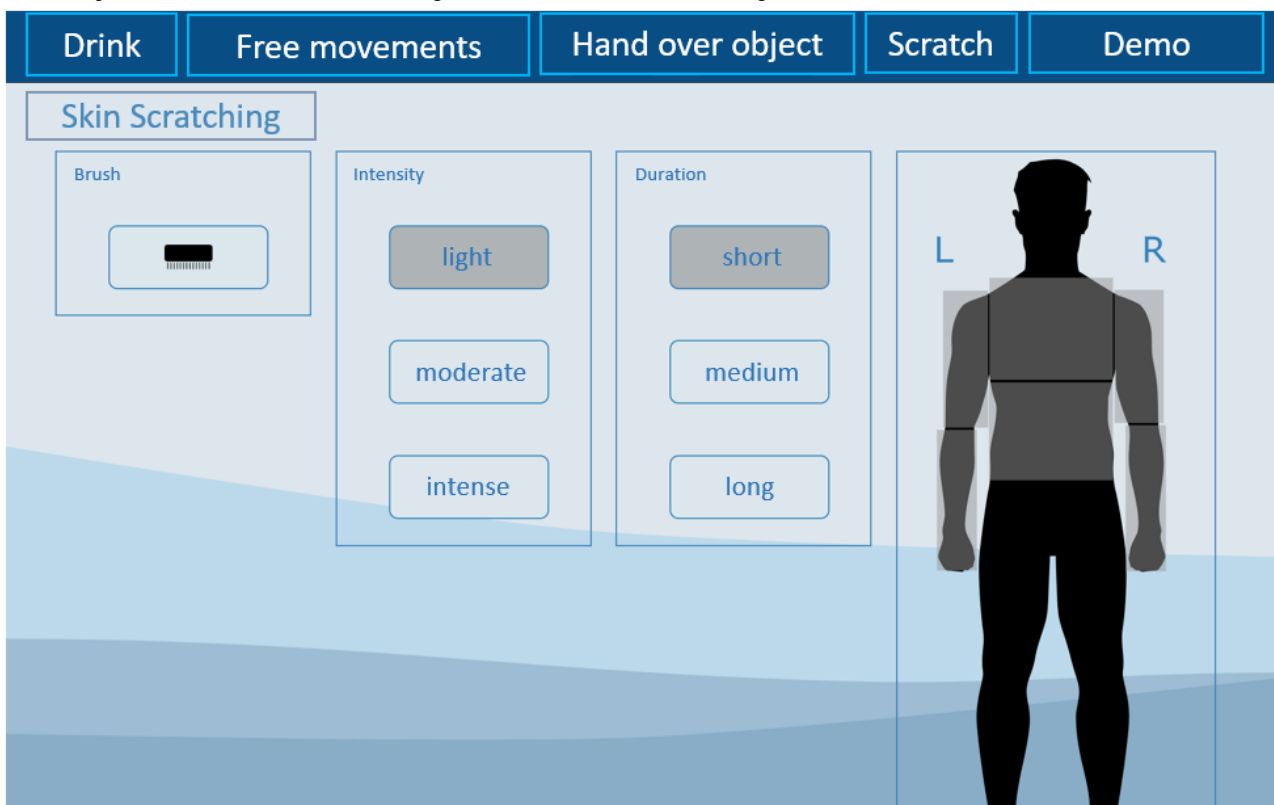 Drink Free movements Hand over object Scratch Demo
Skin Scratching
Brush
Intensity
light
moderate
intense
Duration
short
medium
long
L R